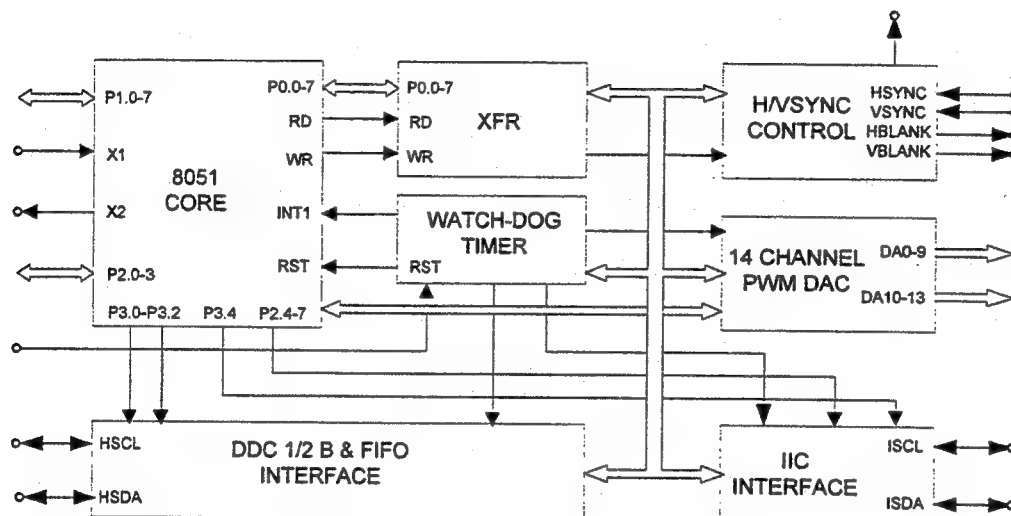 P1.0-7
X1
X2
P2.0-3
8051
CORE
P0.0-7
RD
WR
INT1
RST
P3.0-P3.2
P3.4
P2.4-7
P0.0-7
RD
WR
XFR
WATCH-DOG
TIMER
RST
H/VSYNC
CONTROL
HSYNC
VSYNC
HBLANK
VBLANK
14 CHANNEL
PWM DAC
DA0-9
DA10-13
HSCL
HSDA
DDC 1/2 B & FIFO
INTERFACE
IIC
INTERFACE
ISCL
ISDA